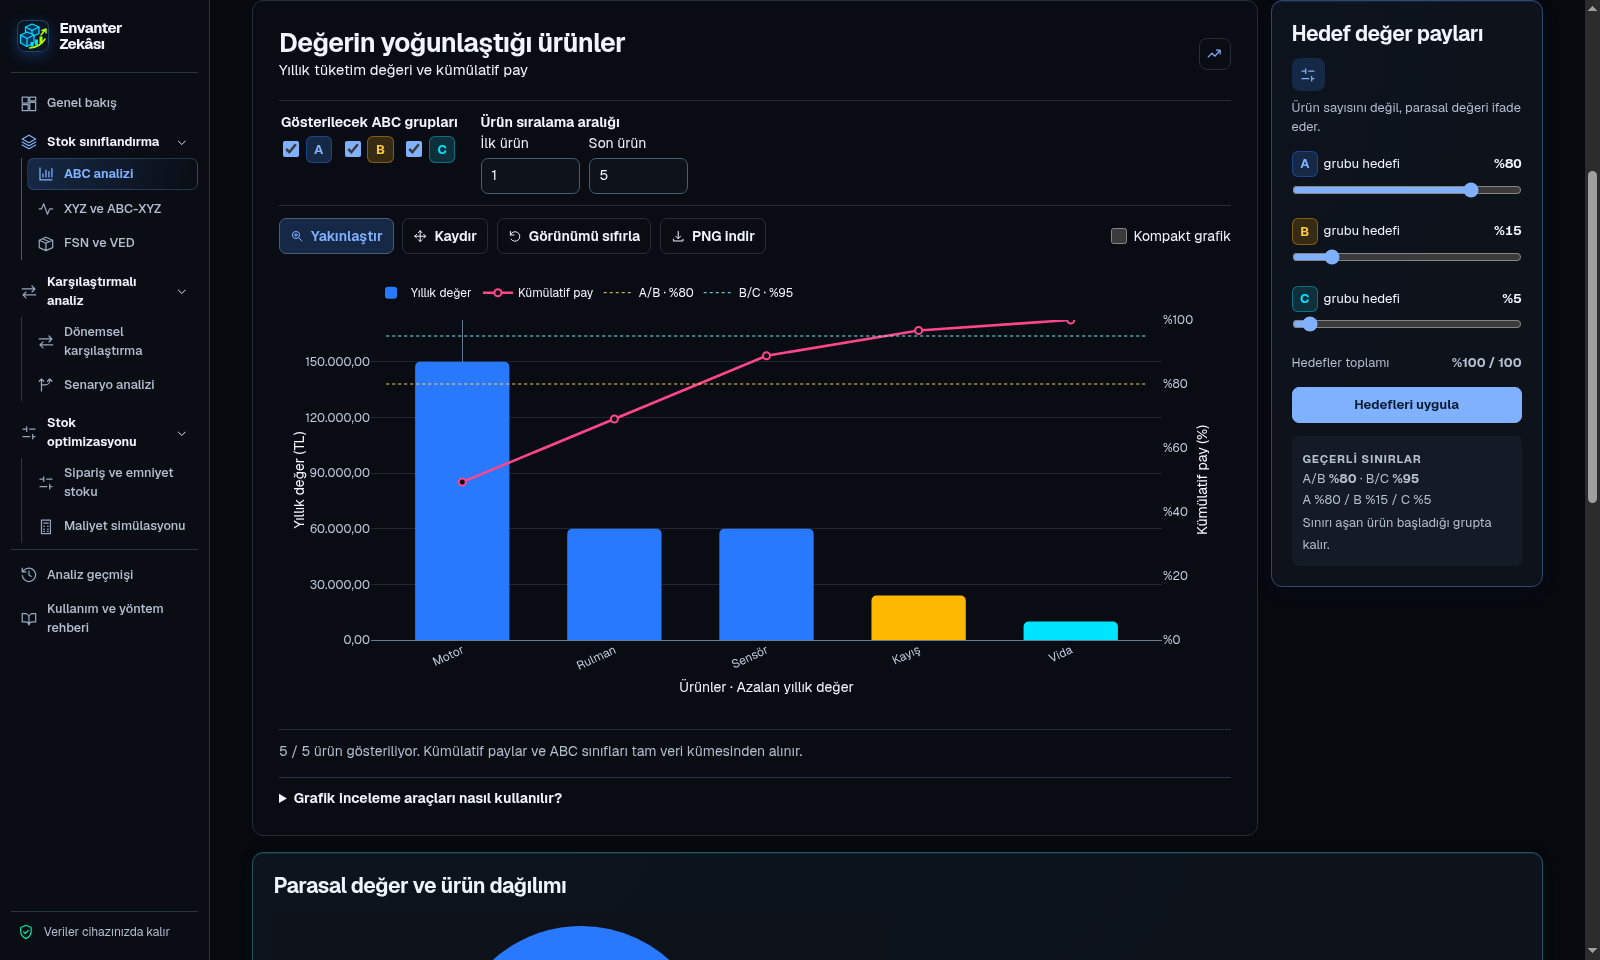 Envanter
Zekâsı
Genel bakış
Stok sınıflandırma
ABC analizi
XYZ ve ABC-XYZ
FSN ve VED
Karşılaştırmalı
analiz
Dönemsel
karşılaştırma
Senaryo analizi
Stok
optimizasyonu
Sipariş ve emniyet
stoku
Maliyet simülasyonu
Analiz geçmişi
Kullanım ve yöntem
rehberi
Veriler cihazınızda kalır
Değerin yoğunlaştığı ürünler
Yıllık tüketim değeri ve kümülatif pay
Gösterilecek ABC grupları
A
B
C
Ürün sıralama aralığı
İlk ürün
Son ürün
1
5
Yakınlaştır
Kaydır
Görünümü sıfırla
PNG indir
Kompakt grafik
Yıllık değer
Kümülatif pay
A/B · %80
B/C · %95
Yıllık değer (TL)
150.000,00
120.000,00
90.000,00
60.000,00
30.000,00
0,00
%100
%80
%60
%40
%20
%0
Kümülatif pay (%)
Motor
Rulman
Sensör
Kayış
Vida
Ürünler · Azalan yıllık değer
5 / 5 ürün gösteriliyor. Kümülatif paylar ve ABC sınıfları tam veri kümesinden alınır.
Grafik inceleme araçları nasıl kullanılır?
Hedef değer payları
Ürün sayısını değil, parasal değeri ifade
eder.
A grubu hedefi %80
B grubu hedefi %15
C grubu hedefi %5
Hedefler toplamı %100 / 100
Hedefleri uygula
GEÇERLİ SINIRLAR
A/B %80 · B/C %95
A %80 / B %15 / C %5
Sınırı aşan ürün başladığı grupta
kalır.
Parasal değer ve ürün dağılımı